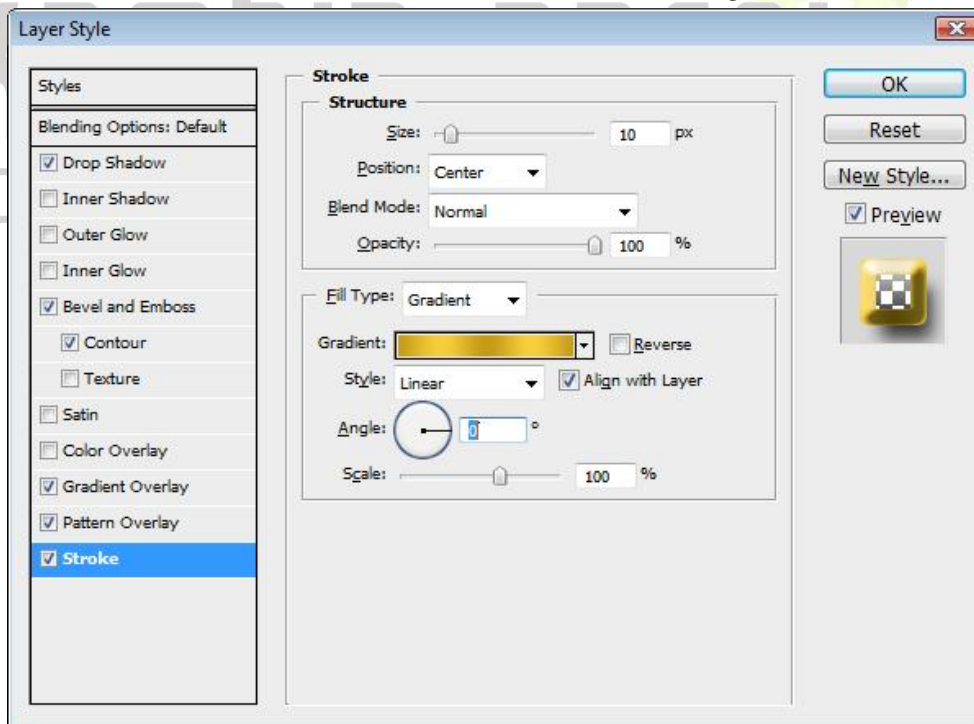 Layer Style
Styles
Blending Options: Default
Drop Shadow
Inner Shadow
Outer Glow
Inner Glow
Bevel and Emboss
Contour
Texture
Satin
Color Overlay
Gradient Overlay
Pattern Overlay
Stroke
Stroke
Structure
Size: 10 px
Position: Center
Blend Mode: Normal
Opacity: 100 %
Fill Type: Gradient
Gradient: Reverse
Style: Linear Align with Layer
Angle: 0 °
Scale: 100 %
OK
Reset
New Style...
Preview